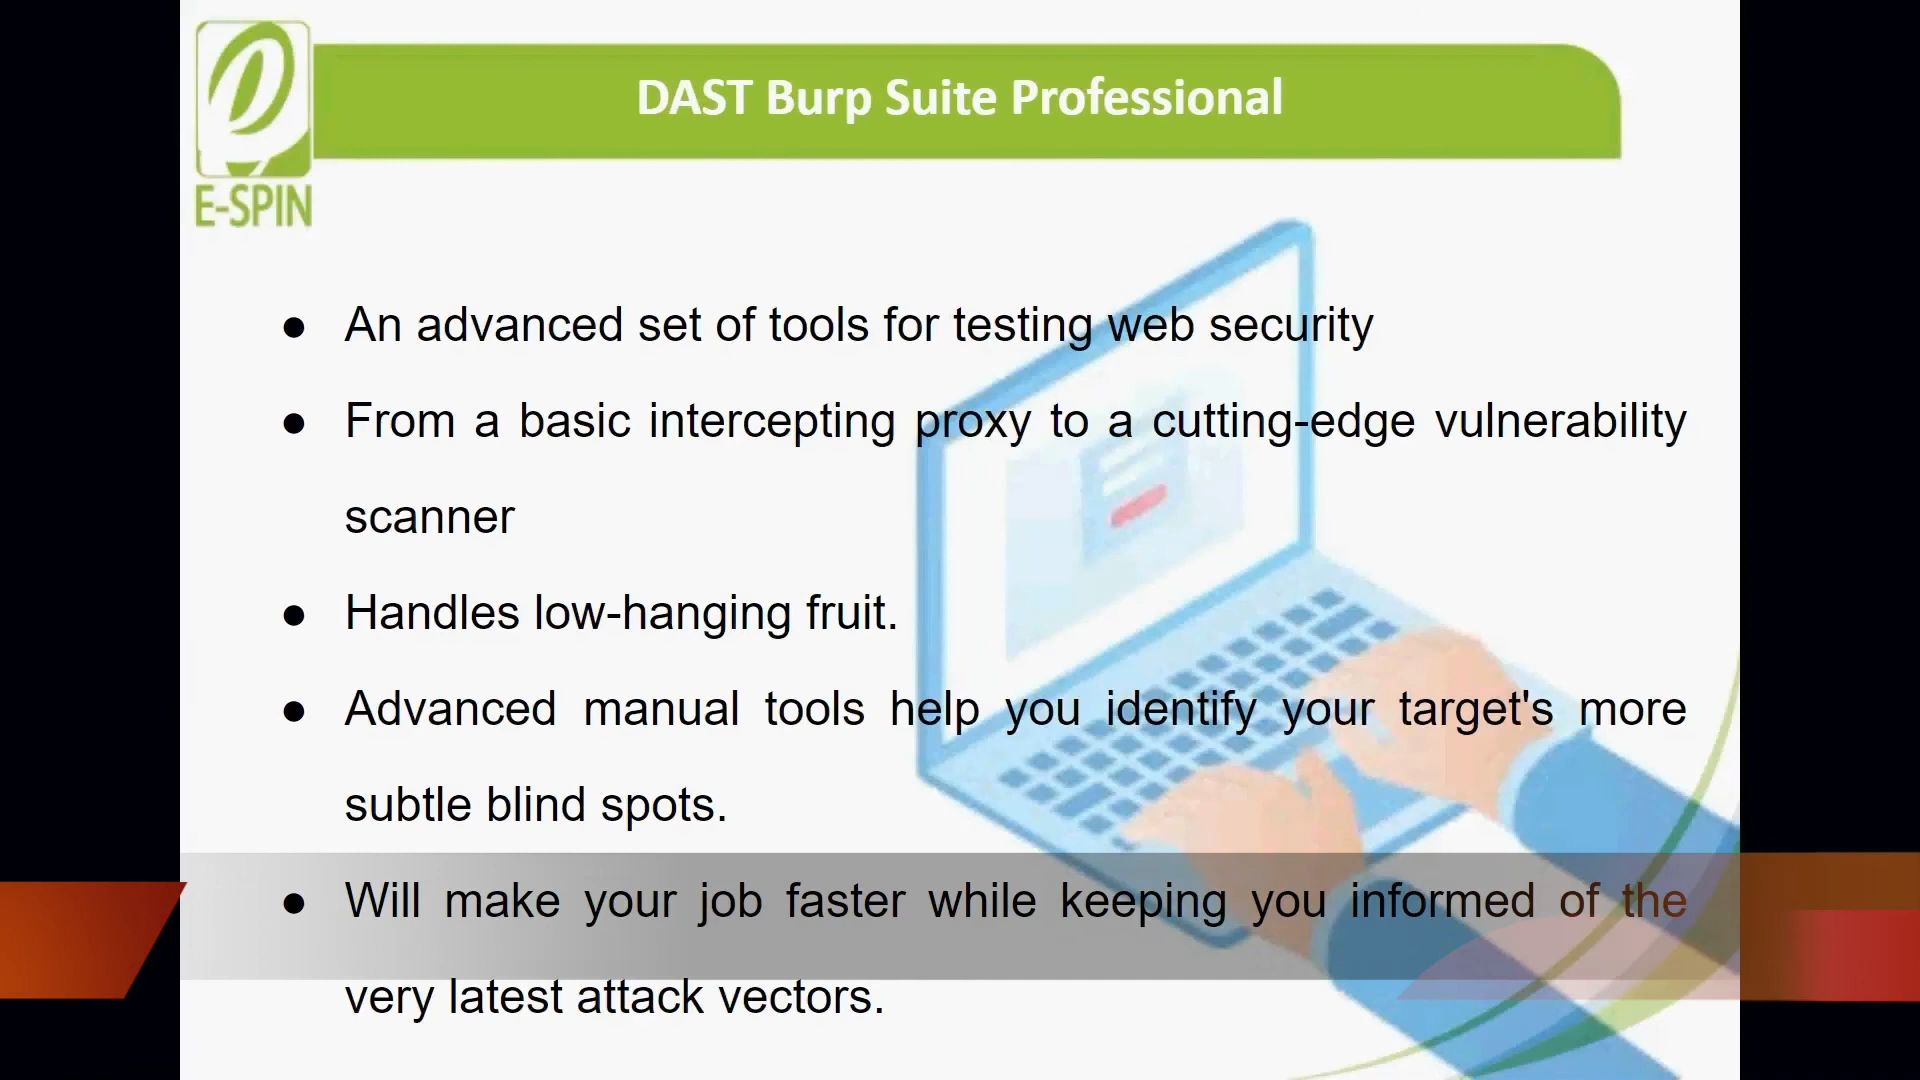 DAST Burp Suite Professional
E-SPIN
● An advanced set of tools for testing web security
● From a basic intercepting proxy to a cutting-edge vulnerability
scanner
● Handles low-hanging fruit.
● Advanced manual tools help you identify your target's more
subtle blind spots.
● Will make your job faster while keeping you informed of the
very latest attack vectors.